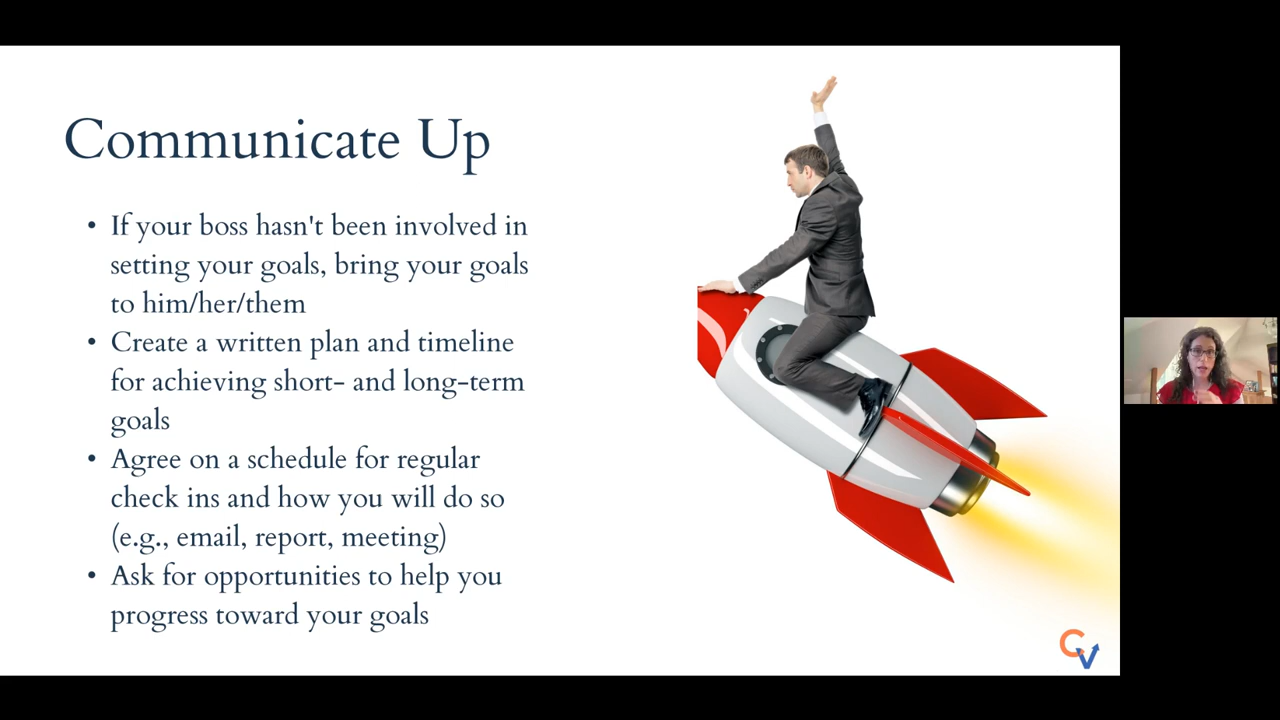 Communicate Up
• If your boss hasn't been involved in
setting your goals, bring your goals
to him/her/them
• Create a written plan and timeline
for achieving short- and long-term
goals
• Agree on a schedule for regular
check ins and how you will do so
(e.g., email, report, meeting)
• Ask for opportunities to help you
progress toward your goals
CV